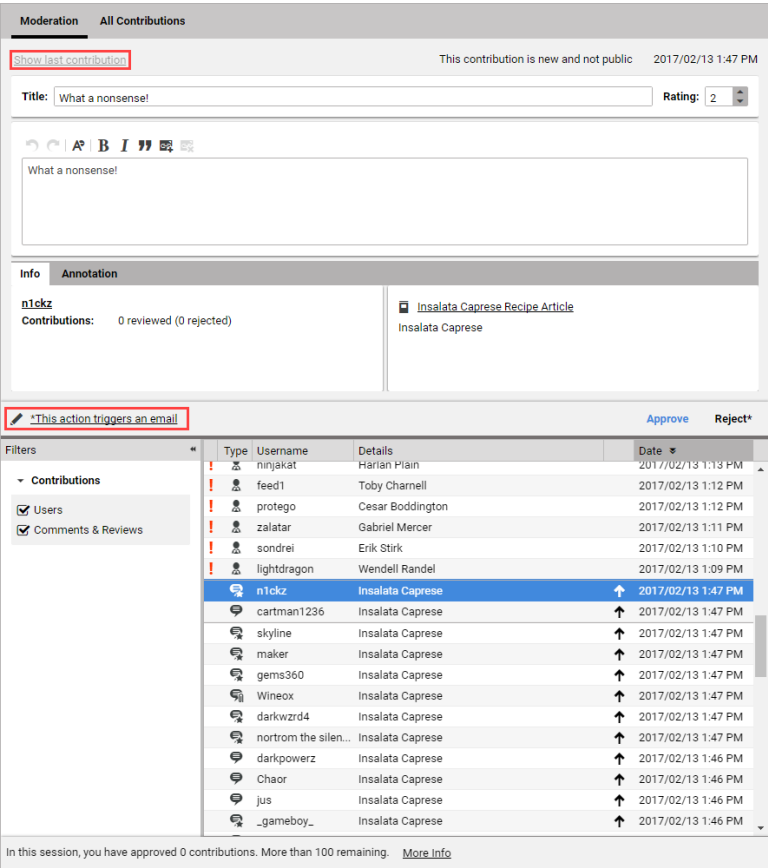 Moderation All Contributions
Show last contribution This contribution is new and not public 2017/02/13 1:47 PM
Title: What a nonsense! Rating: 2
B I
What a nonsense!
Info Annotation
n1ckz
Contributions: 0 reviewed (0 rejected)
Insalata Caprese Recipe Article
Insalata Caprese
*This action triggers an email Approve Reject*
Filters
Contributions
Users
Comments & Reviews
Type Username Details Date
ninjakat Harlan Plain 2017/02/13 1:13 PM
feed1 Toby Charnell 2017/02/13 1:12 PM
protego Cesar Boddington 2017/02/13 1:12 PM
zalatar Gabriel Mercer 2017/02/13 1:11 PM
sondrei Erik Stirk 2017/02/13 1:10 PM
lightdragon Wendell Randel 2017/02/13 1:09 PM
n1ckz Insalata Caprese 2017/02/13 1:47 PM
cartman1236 Insalata Caprese 2017/02/13 1:47 PM
skyline Insalata Caprese 2017/02/13 1:47 PM
maker Insalata Caprese 2017/02/13 1:47 PM
gems360 Insalata Caprese 2017/02/13 1:47 PM
Wineox Insalata Caprese 2017/02/13 1:47 PM
darkwzrd4 Insalata Caprese 2017/02/13 1:47 PM
nortrom the silen... Insalata Caprese 2017/02/13 1:47 PM
darkpowerz Insalata Caprese 2017/02/13 1:46 PM
Chaor Insalata Caprese 2017/02/13 1:46 PM
jus Insalata Caprese 2017/02/13 1:46 PM
_gameboy_ Insalata Caprese 2017/02/13 1:46 PM
In this session, you have approved 0 contributions. More than 100 remaining. More Info